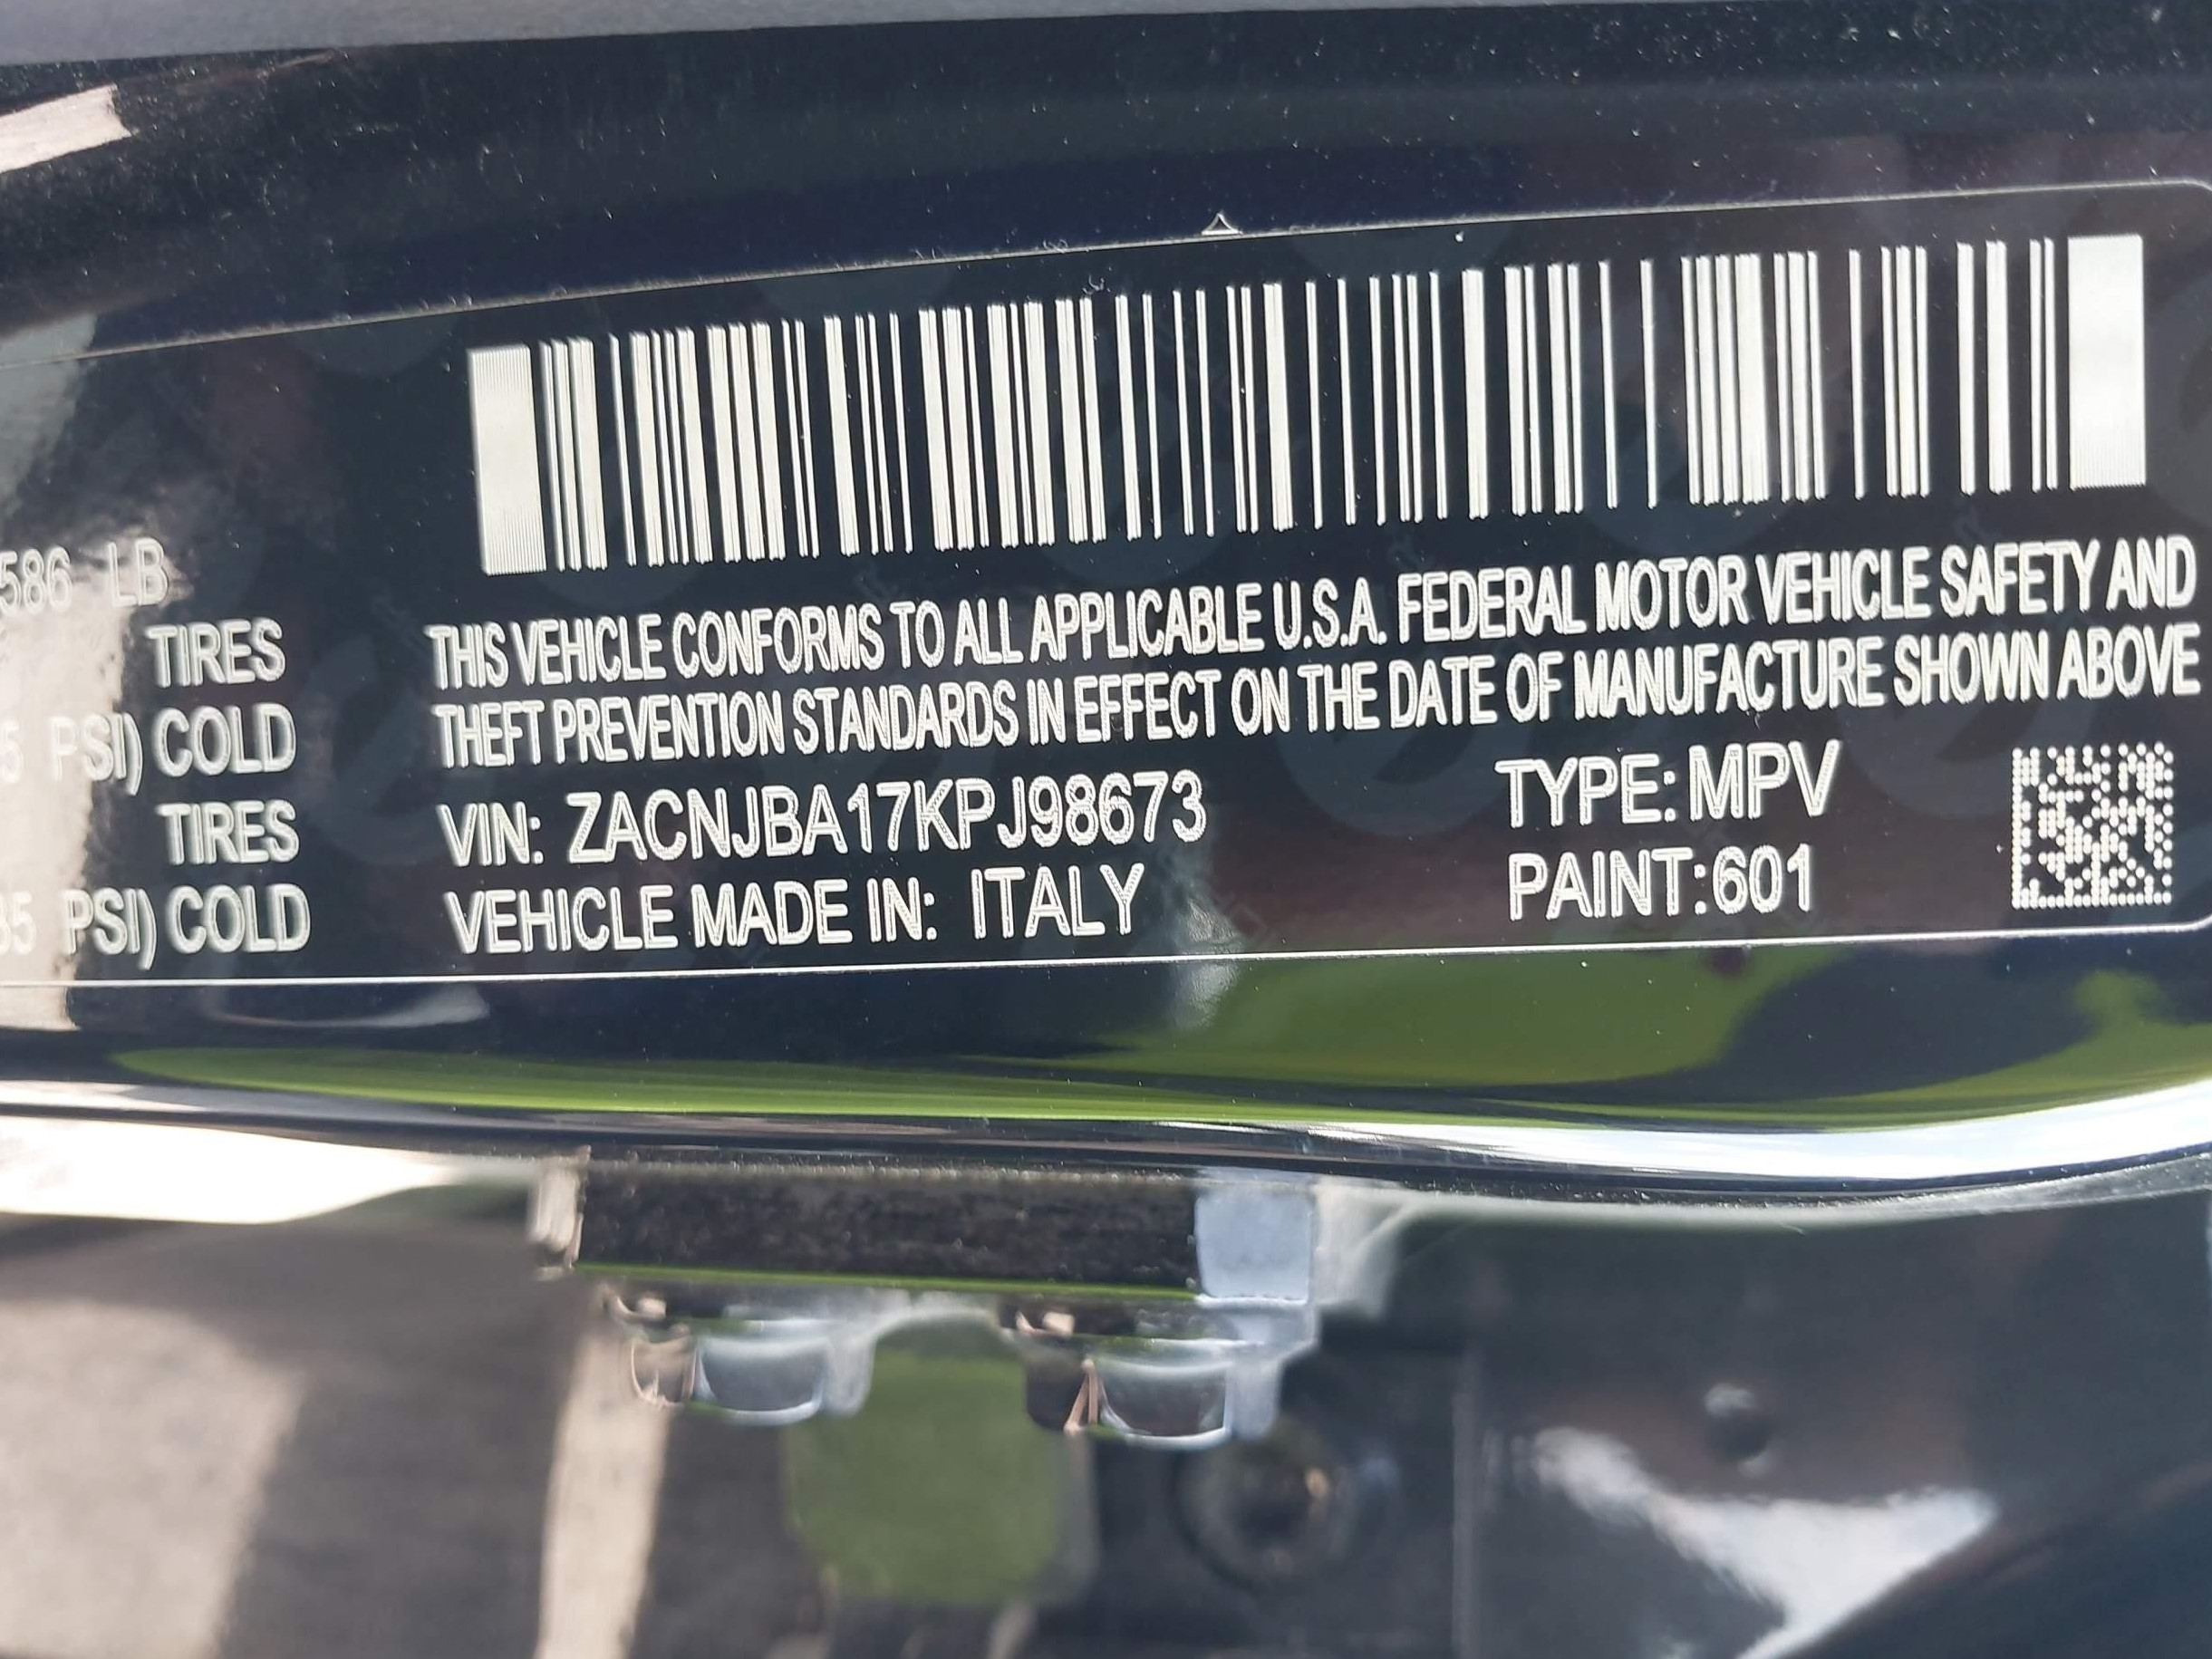 586 LB
TIRES
5 PSI) COLD
TIRES
35 PSI) COLD
THIS VEHICLE CONFORMS TO ALL APPLICABLE U.S.A. FEDERAL MOTOR VEHICLE SAFETY AND
THEFT PREVENTION STANDARDS IN EFFECT ON THE DATE OF MANUFACTURE SHOWN ABOVE
VIN: ZACNJBA17KPJ98673
TYPE: MPV
VEHICLE MADE IN: ITALY
PAINT: 601